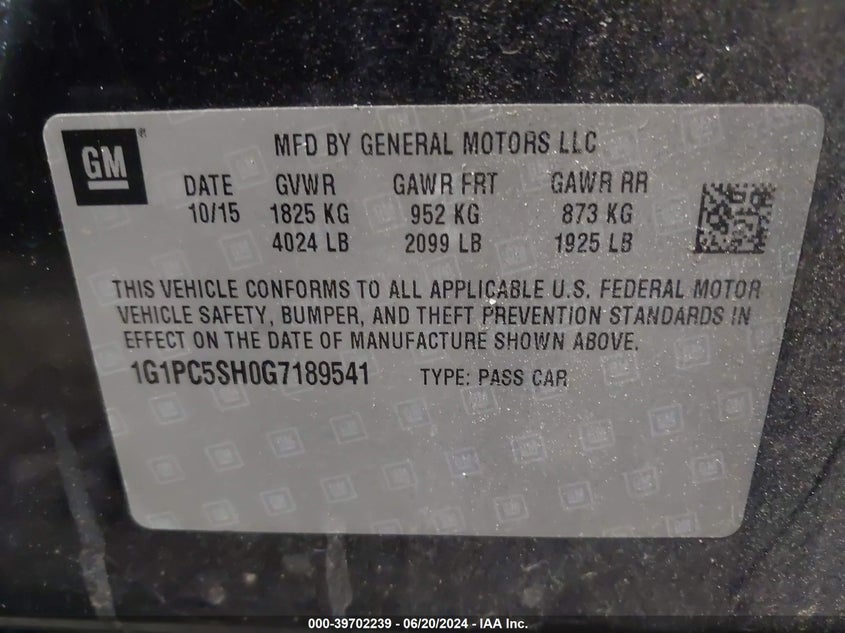 GM
MFD BY GENERAL MOTORS LLC
DATE GVWR GAWR FRT GAWR RR
10/15 1825 KG 952 KG 873 KG
4024 LB 2099 LB 1925 LB
THIS VEHICLE CONFORMS TO ALL APPLICABLE U.S. FEDERAL MOTOR
VEHICLE SAFETY, BUMPER, AND THEFT PREVENTION STANDARDS IN
EFFECT ON THE DATE OF MANUFACTURE SHOWN ABOVE.
1G1PC5SH0G7189541 TYPE: PASS CAR
000-39702239 - 06/20/2024 - IAA Inc.